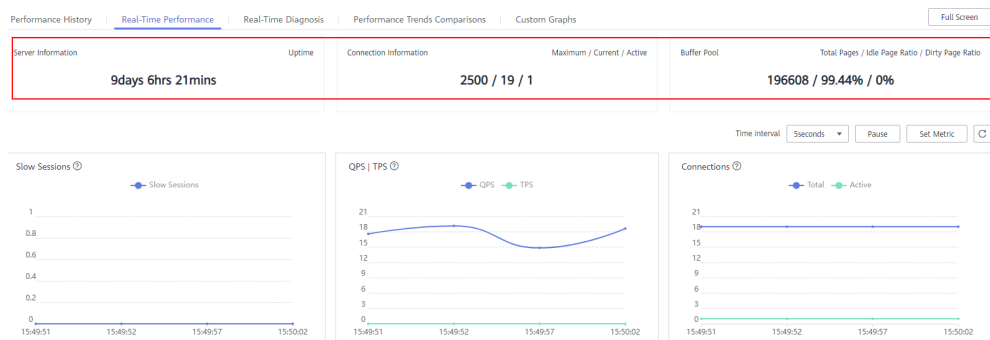 Performance History Real-Time Performance Real-Time Diagnosis Performance Trends Comparisons Custom Graphs Full Screen
Server Information Uptime Connection Information Maximum / Current / Active Buffer Pool Total Pages / Idle Page Ratio / Dirty Page Ratio
9days 6hrs 21mins 2500 / 19 / 1 196608 / 99.44% / 0%
Time interval 5seconds Pause Set Metric
Slow Sessions QPS | TPS Connections
Slow Sessions QPS TPS Total Active
1 21 21
0.8 18 18
15 15
0.6 12 12
0.4 9 9
6 6
0.2 3 3
0 0 0
15:49:51 15:49:52 15:49:57 15:50:02 15:49:51 15:49:52 15:49:57 15:50:02 15:49:51 15:49:52 15:49:57 15:50:02